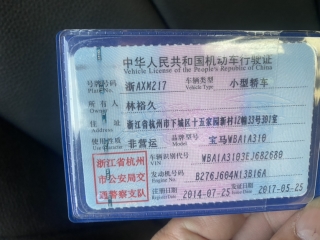 中华人民共和国机动车行驶证
Vehicle License of the People's Republic of China
号牌号码 浙AXM217 车辆类型 小型轿车
Plate No. Vehicle Type
所有人 林裕久
住址 浙江省杭州市下城区十五家园新村12幢33号301室
使用性质 非营运 品牌型号 宝马WBA1A310
Use Character Model
浙江省杭州市公安局交通警察支队
车辆识别代号 WBA1A3103EJ682680
VIN
发动机号码 B276J604N13B16A
Engine No.
注册日期 2014-07-25 发证日期 2017-05-25
Register Date Issue Date